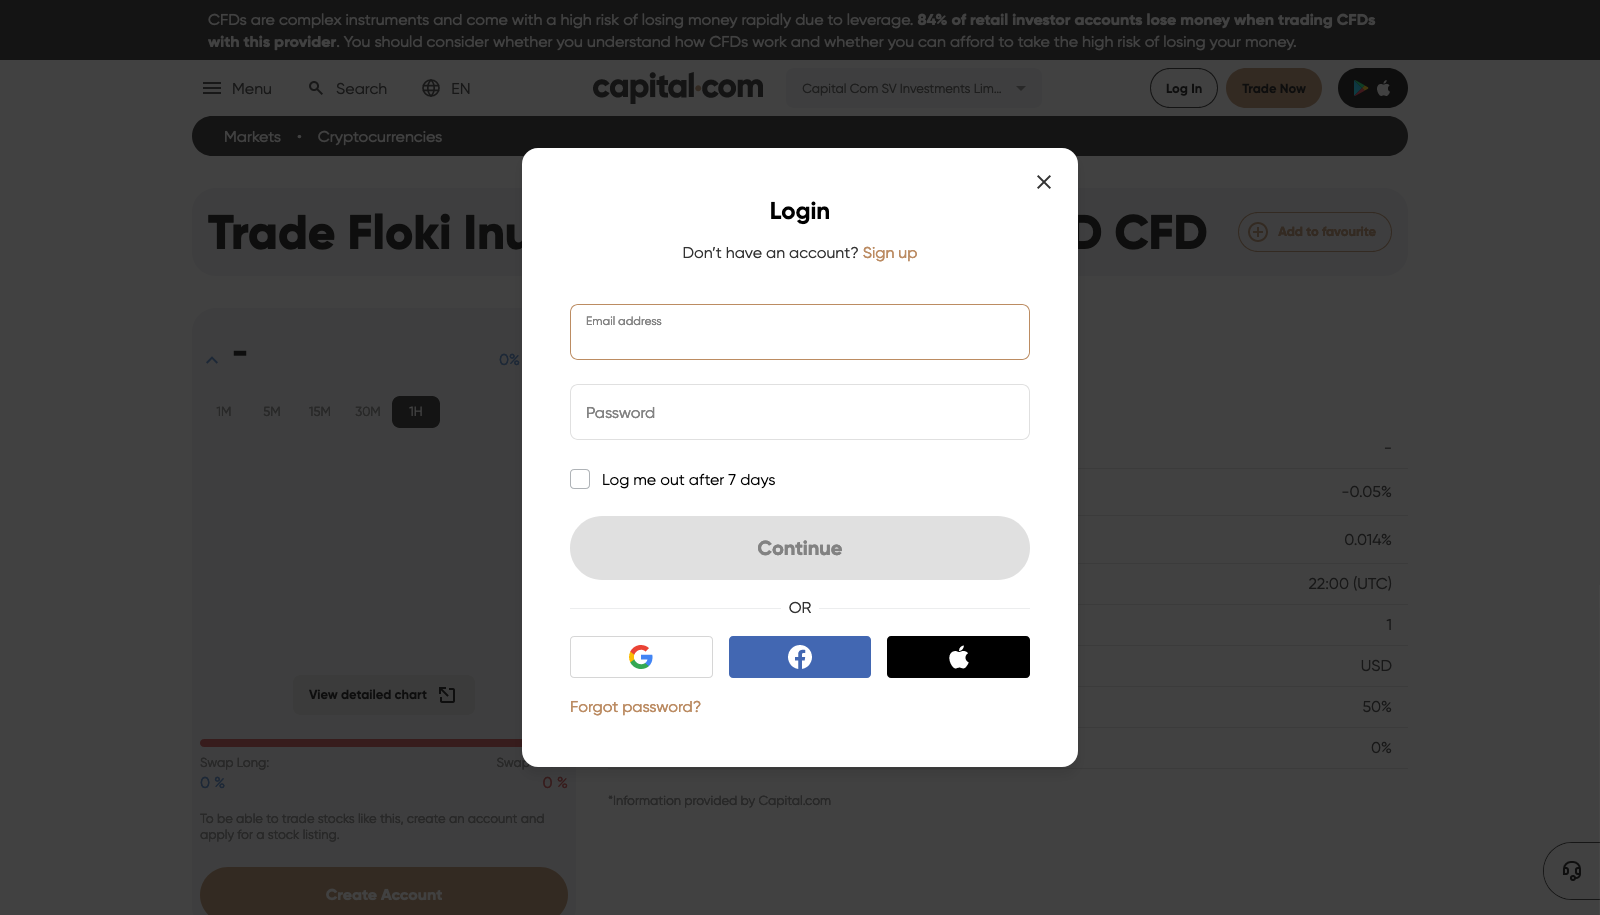 CFDs are complex instruments and come with a high risk of losing money rapidly due to leverage. 84% of retail investor accounts lose money when trading CFDs
with this provider. You should consider whether you understand how CFDs work and whether you can afford to take the high risk of losing your money.
Menu
Search
EN
capital.com
Capital Com SV Investments Lim...
Log In
Trade Now
Markets • Cryptocurrencies
Trade Floki Inu
D CFD
Add to favourite
0%
1M
5M
15M
30M
1H
View detailed chart
Swap Long:
0 %
0 %
To be able to trade stocks like this, create an account and
apply for a stock listing.
Create Account
Login
Don't have an account? Sign up
Email address
Password
Log me out after 7 days
Continue
OR
Forgot password?
-
-0.05%
0.014%
22:00 (UTC)
1
USD
50%
0%
*Information provided by Capital.com